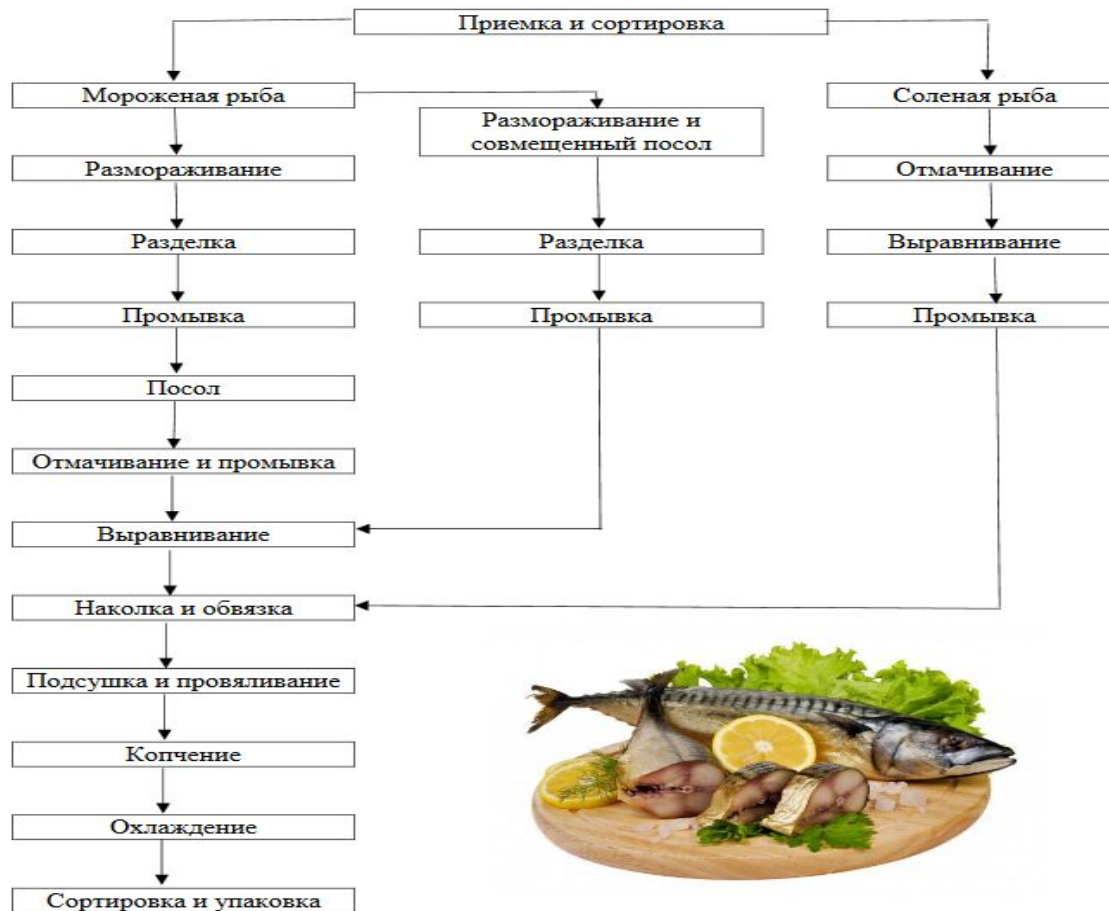 Приемка и сортировка
Мороженая рыба
Размораживание и
совмещенный посол
Соленая рыба
Размораживание
Отмачивание
Разделка
Разделка
Выравнивание
Промывка
Промывка
Промывка
Посол
Отмачивание и промывка
Выравнивание
Наколка и обвязка
Подсушка и провяливание
Копчение
Охлаждение
Сортировка и упаковка